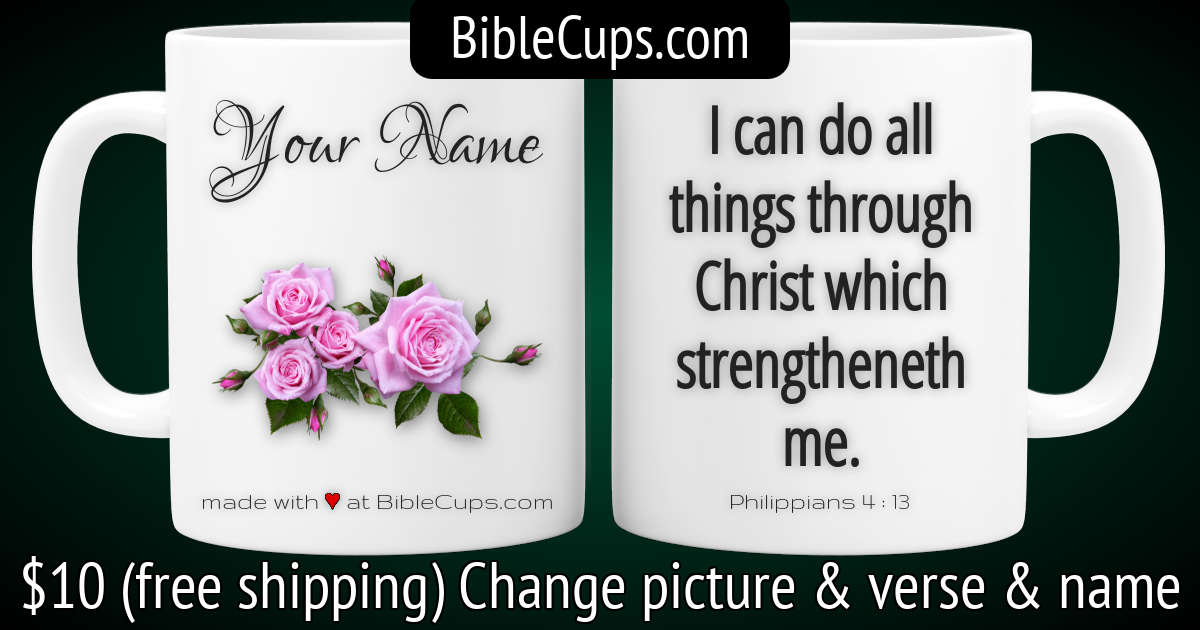 BibleCups.com
Your Name
made with ♥ at BibleCups.com
I can do all
things through
Christ which
strengtheneth
me.
Philippians 4 : 13
$10 (free shipping) Change picture & verse & name